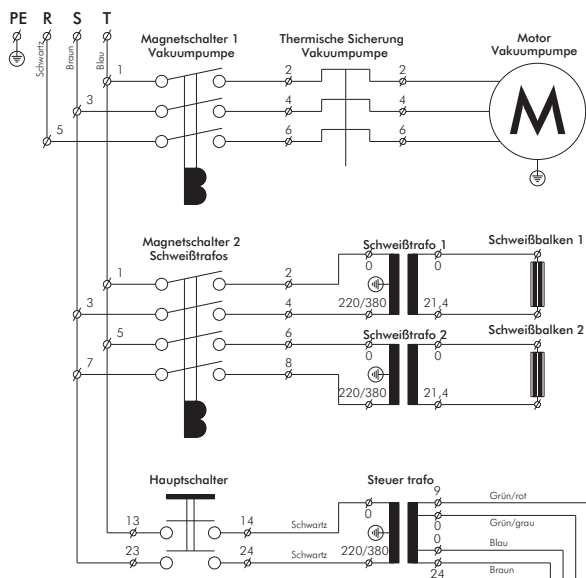 PE R S T
Schwartz
Braun
Blau
Magnetschalter 1
Vakuumpumpe
Thermische Sicherung
Vakuumpumpe
Motor
Vakuumpumpe
1 2 2
3 4 4
5 6 6
M
Magnetschalter 2
Schweißtrafos
Schweißtrafo 1
Schweißbalken 1
1 2 0 0
3 4 220/380 21,4
Schweißtrafo 2
Schweißbalken 2
5 6 0 0
7 8 220/380 21,4
Hauptschalter
Steuer trafo
9 Grün/rot
13 14 Schwartz 0 0 Grün/grau
0 Blau
23 24 Schwartz 220/380 24 Braun